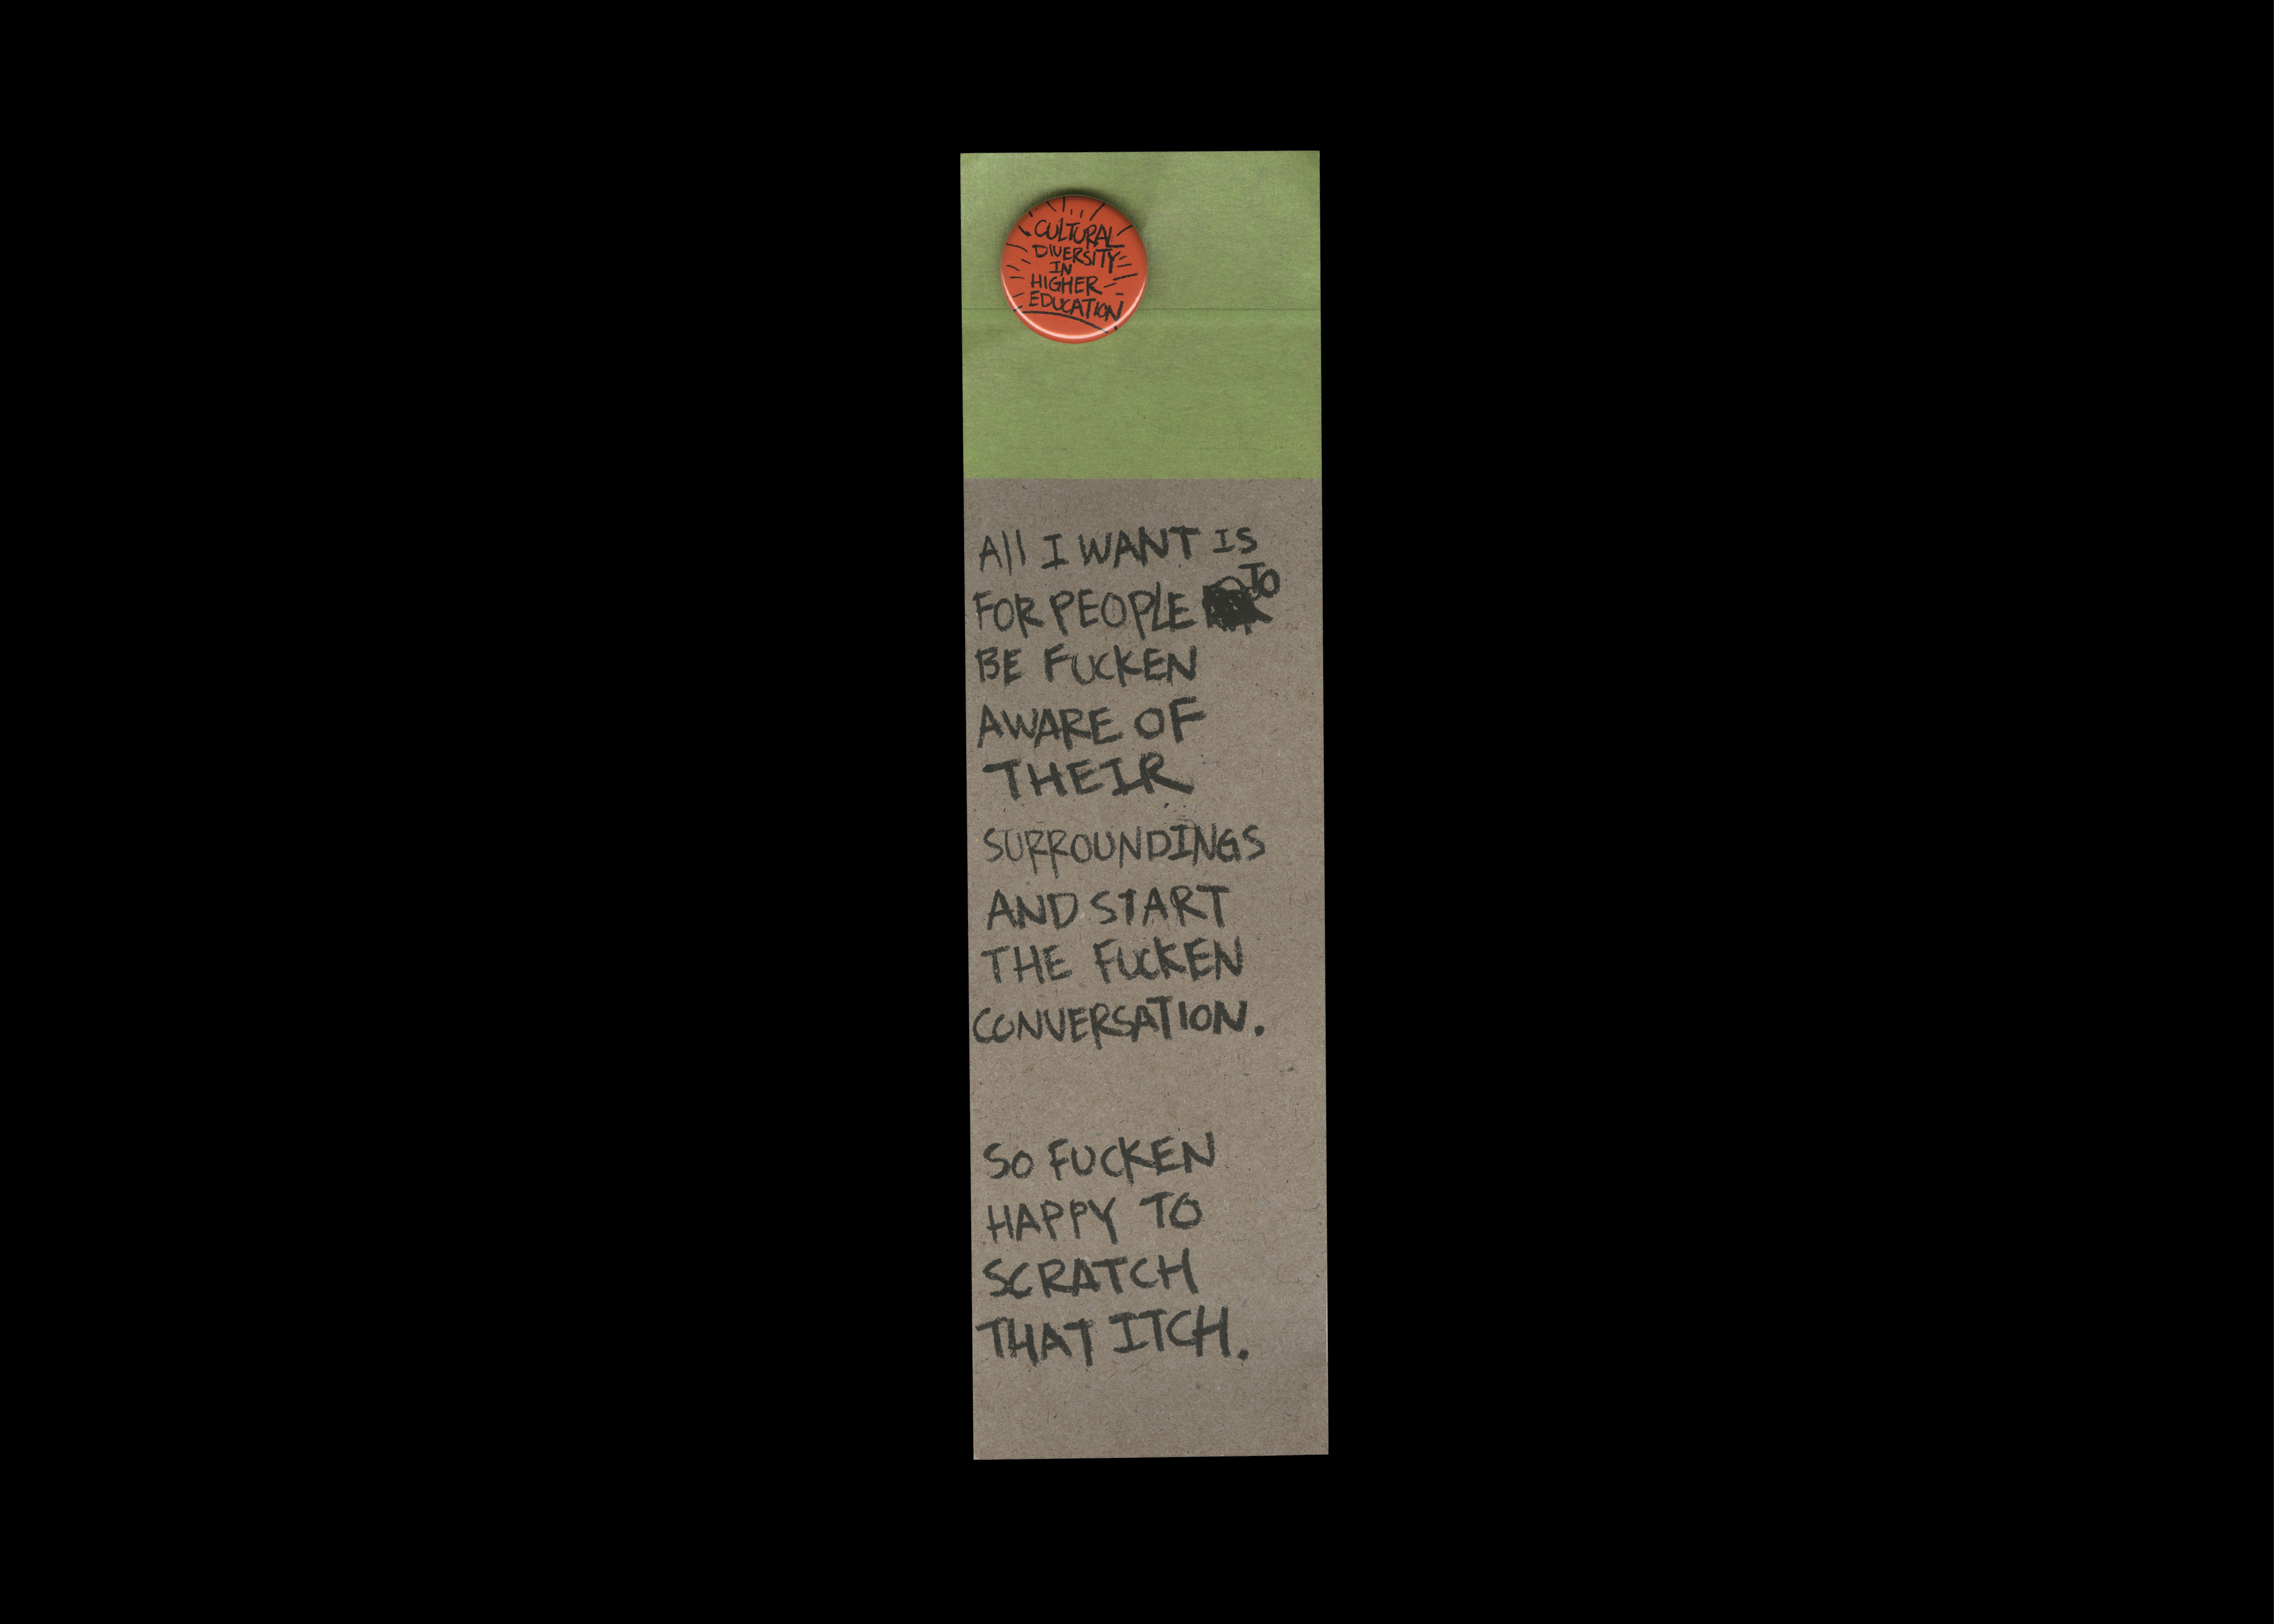 CULTURAL
DIVERSITY
IN
HIGHER
EDUCATION
All I WANT IS
FOR PEOPLE TO
BE FUCKEN
AWARE OF
THEIR
SURROUNDINGS
AND START
THE FUCKEN
CONVERSATION.
SO FUCKEN
HAPPY TO
SCRATCH
THAT ITCH.